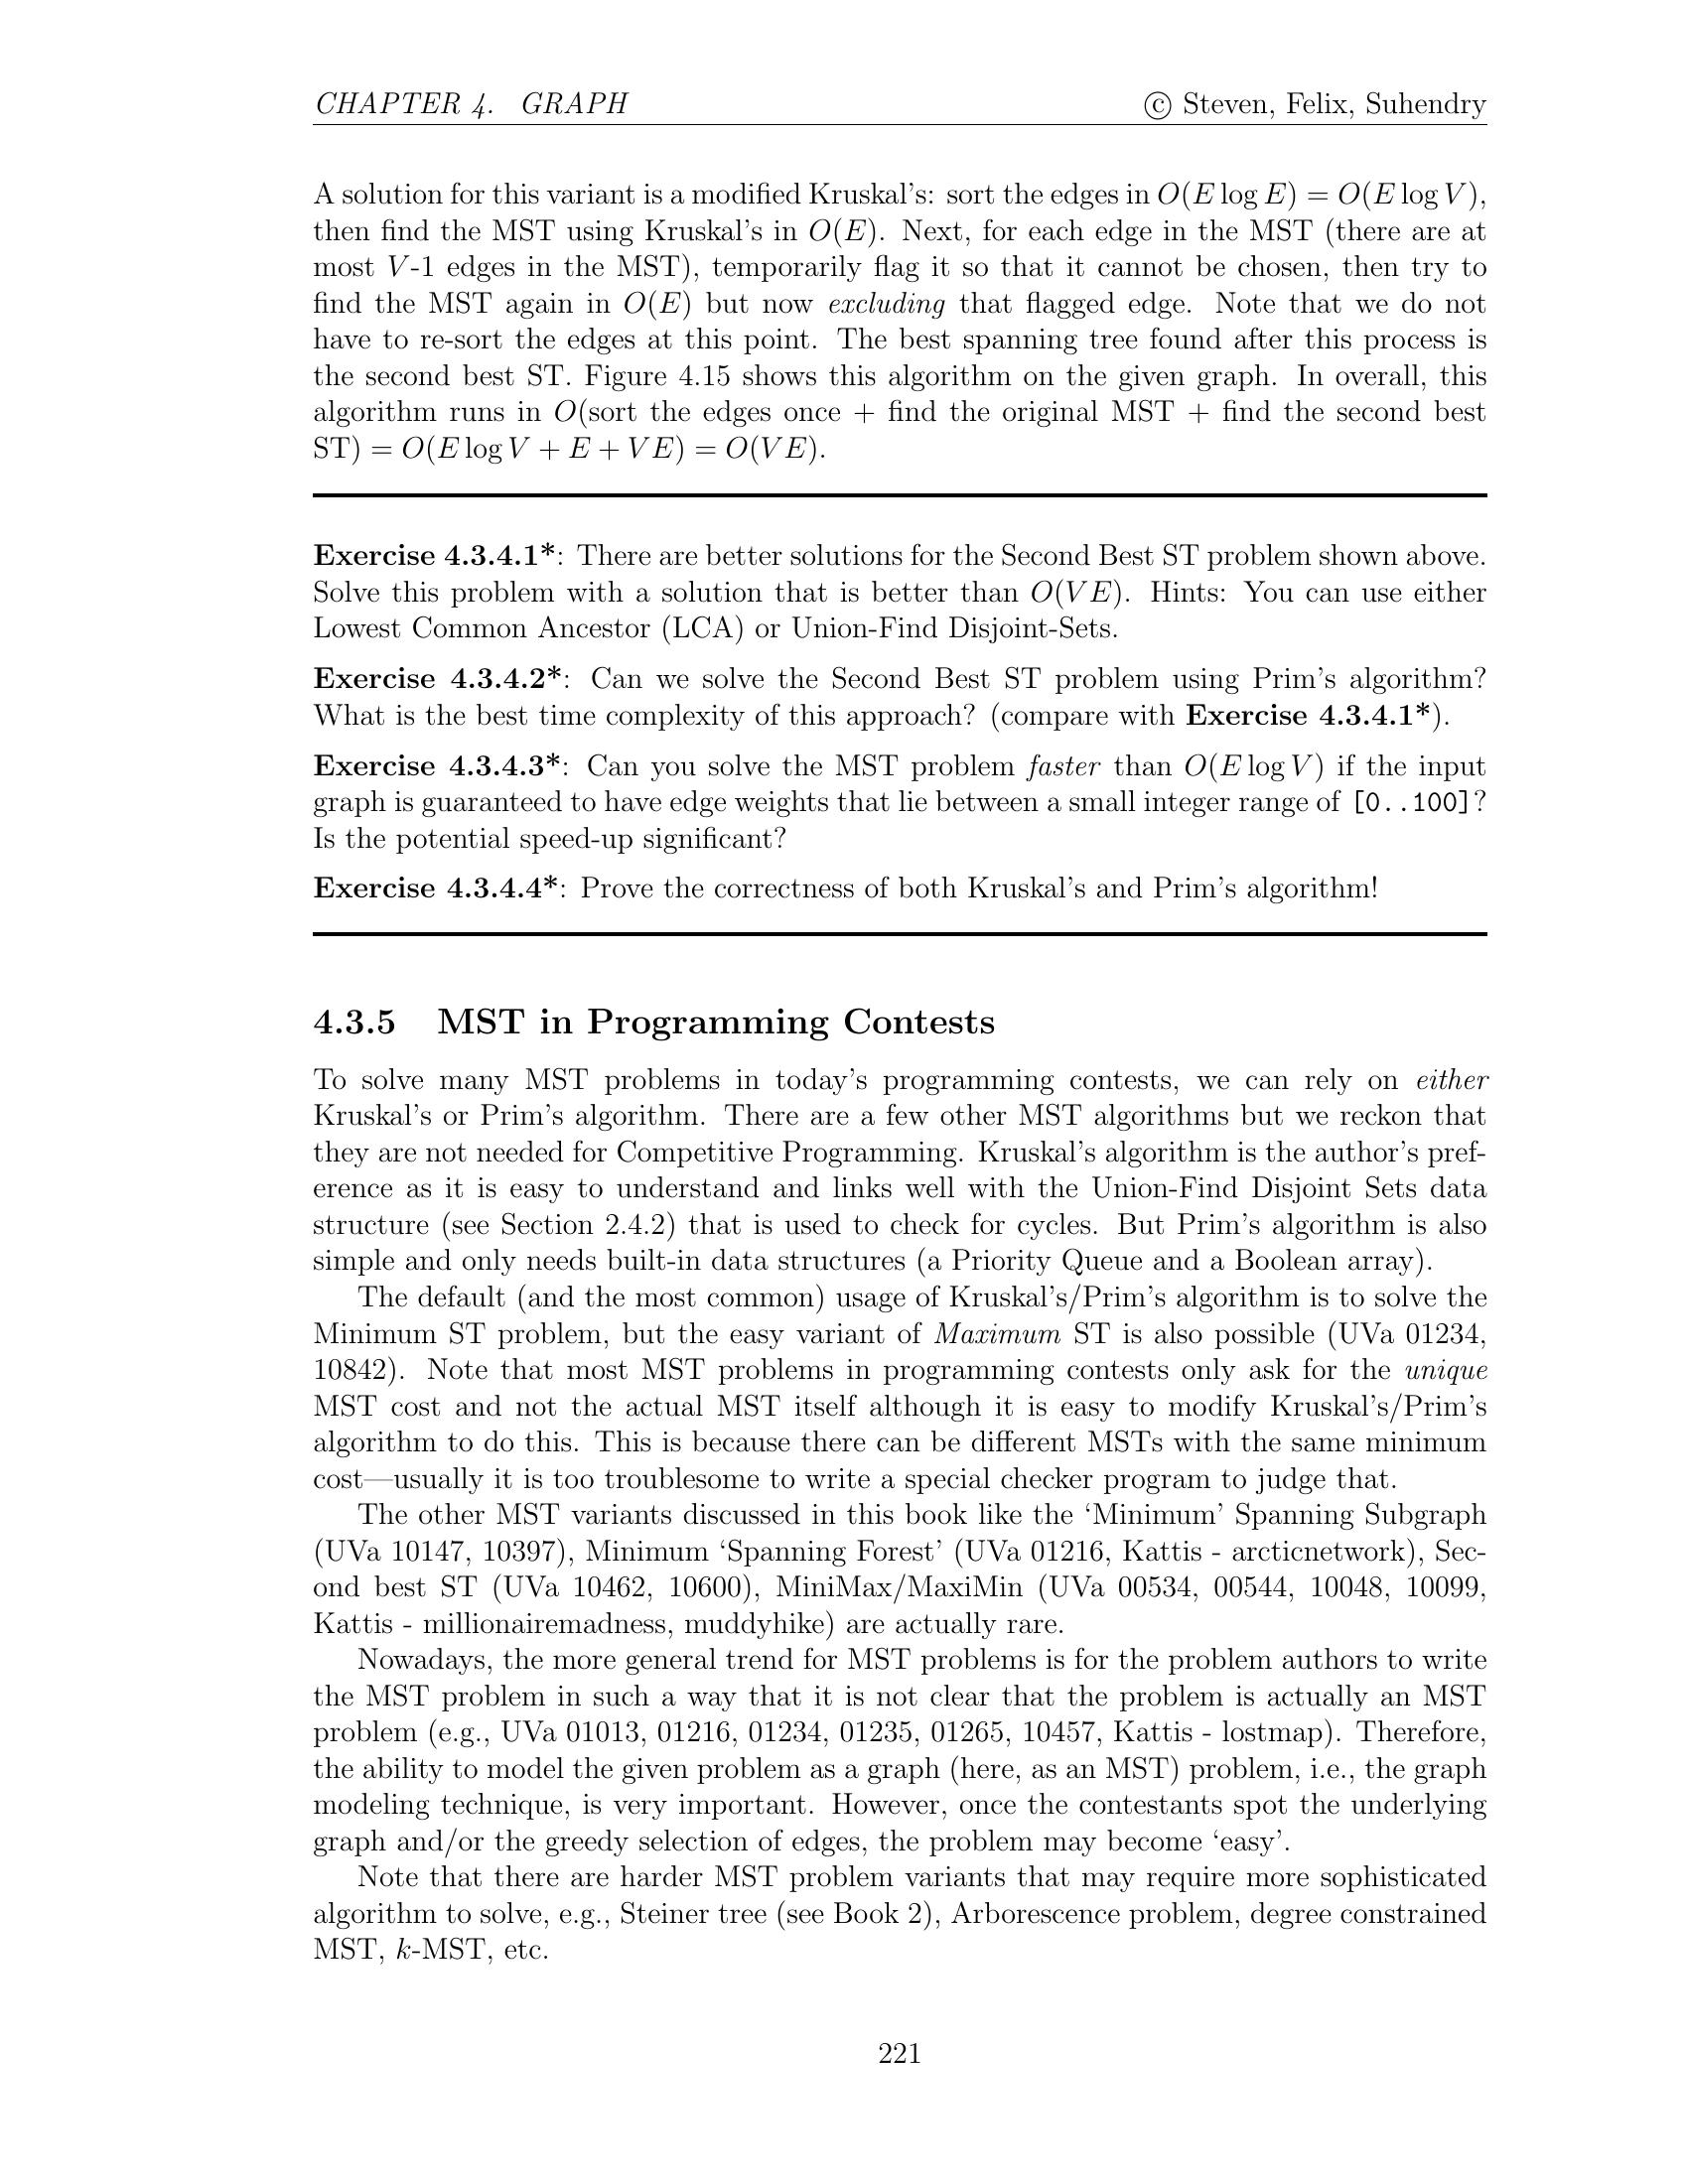 CHAPTER 4. GRAPH © Steven, Felix, Suhendry
A solution for this variant is a modified Kruskal's: sort the edges in O(E log E) = O(E log V),
then find the MST using Kruskal's in O(E). Next, for each edge in the MST (there are at
most V-1 edges in the MST), temporarily flag it so that it cannot be chosen, then try to
find the MST again in O(E) but now excluding that flagged edge. Note that we do not
have to re-sort the edges at this point. The best spanning tree found after this process is
the second best ST. Figure 4.15 shows this algorithm on the given graph. In overall, this
algorithm runs in O(sort the edges once + find the original MST + find the second best
ST) = O(E log V + E + VE) = O(VE).
Exercise 4.3.4.1*: There are better solutions for the Second Best ST problem shown above.
Solve this problem with a solution that is better than O(VE). Hints: You can use either
Lowest Common Ancestor (LCA) or Union-Find Disjoint-Sets.
Exercise 4.3.4.2*: Can we solve the Second Best ST problem using Prim's algorithm?
What is the best time complexity of this approach? (compare with Exercise 4.3.4.1*).
Exercise 4.3.4.3*: Can you solve the MST problem faster than O(E log V) if the input
graph is guaranteed to have edge weights that lie between a small integer range of [0..100]?
Is the potential speed-up significant?
Exercise 4.3.4.4*: Prove the correctness of both Kruskal's and Prim's algorithm!
4.3.5 MST in Programming Contests
To solve many MST problems in today's programming contests, we can rely on either
Kruskal's or Prim's algorithm. There are a few other MST algorithms but we reckon that
they are not needed for Competitive Programming. Kruskal's algorithm is the author's pref-
erence as it is easy to understand and links well with the Union-Find Disjoint Sets data
structure (see Section 2.4.2) that is used to check for cycles. But Prim's algorithm is also
simple and only needs built-in data structures (a Priority Queue and a Boolean array).
The default (and the most common) usage of Kruskal's/Prim's algorithm is to solve the
Minimum ST problem, but the easy variant of Maximum ST is also possible (UVa 01234,
10842). Note that most MST problems in programming contests only ask for the unique
MST cost and not the actual MST itself although it is easy to modify Kruskal's/Prim's
algorithm to do this. This is because there can be different MSTs with the same minimum
cost—usually it is too troublesome to write a special checker program to judge that.
The other MST variants discussed in this book like the ‘Minimum’ Spanning Subgraph
(UVa 10147, 10397), Minimum ‘Spanning Forest’ (UVa 01216, Kattis - arcticnetwork), Sec-
ond best ST (UVa 10462, 10600), MiniMax/MaxiMin (UVa 00534, 00544, 10048, 10099,
Kattis - millionairemadness, muddyhike) are actually rare.
Nowadays, the more general trend for MST problems is for the problem authors to write
the MST problem in such a way that it is not clear that the problem is actually an MST
problem (e.g., UVa 01013, 01216, 01234, 01235, 01265, 10457, Kattis - lostmap). Therefore,
the ability to model the given problem as a graph (here, as an MST) problem, i.e., the graph
modeling technique, is very important. However, once the contestants spot the underlying
graph and/or the greedy selection of edges, the problem may become ‘easy’.
Note that there are harder MST problem variants that may require more sophisticated
algorithm to solve, e.g., Steiner tree (see Book 2), Arborescence problem, degree constrained
MST, k-MST, etc.
221